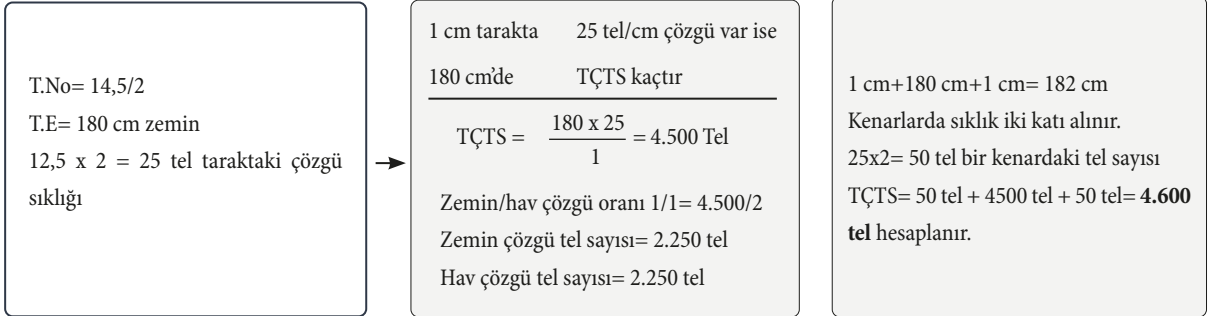 T.No= 14,5/2
T.E= 180 cm zemin
12,5 x 2 = 25 tel taraktaki çözgü
sıklığı
1 cm tarakta 25 tel/cm çözgü var ise
180 cm'de TÇTS kaçtır
TÇTS = 180 x 25 / 1 = 4.500 Tel
Zemin/hav çözgü oranı 1/1= 4.500/2
Zemin çözgü tel sayısı= 2.250 tel
Hav çözgü tel sayısı= 2.250 tel
1 cm+180 cm+1 cm= 182 cm
Kenarlarda sıklık iki katı alınır.
25x2= 50 tel bir kenardaki tel sayısı
TÇTS= 50 tel + 4500 tel + 50 tel= 4.600
tel hesaplanır.